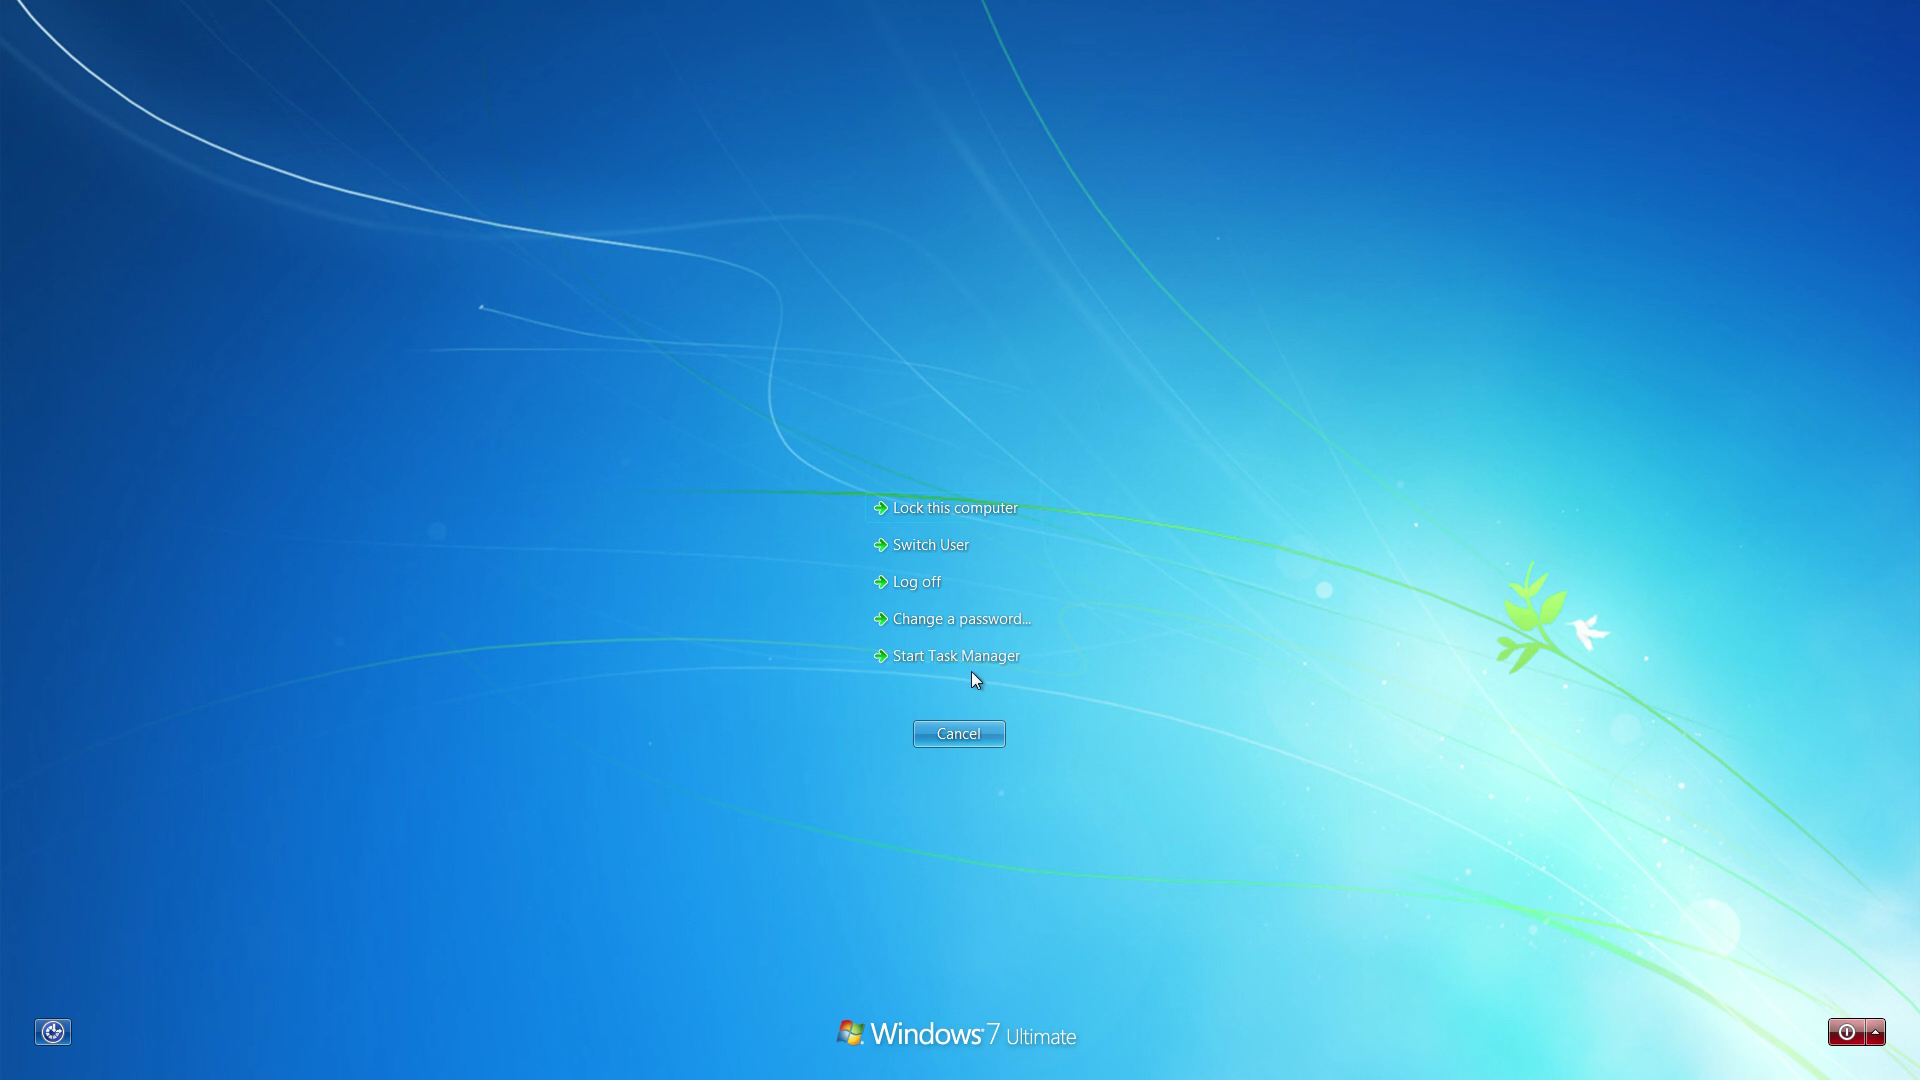 Lock this computer
Switch User
Log off
Change a password...
Start Task Manager
Cancel
Windows 7 Ultimate